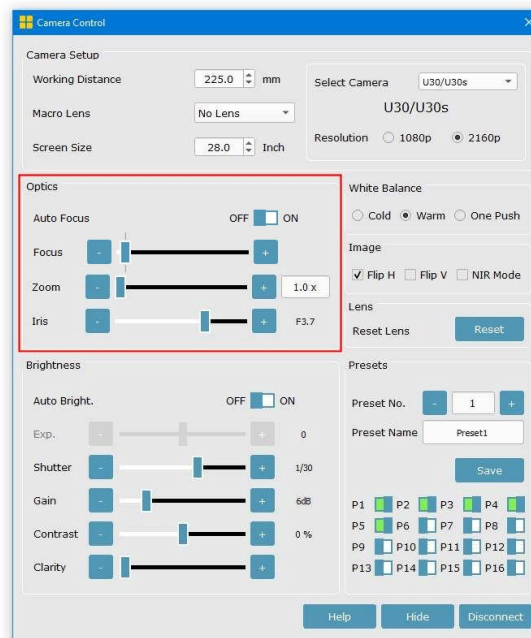 Camera Control
Camera Setup
Working Distance 225.0 mm
Macro Lens No Lens
Screen Size 28.0 Inch
Select Camera U30/U30s
U30/U30s
Resolution 1080p 2160p
Optics
Auto Focus OFF ON
Focus - +
Zoom - + 1.0 x
Iris - + F3.7
White Balance
Cold Warm One Push
Image
Flip H Flip V NIR Mode
Lens
Reset Lens Reset
Brightness
Auto Bright. OFF ON
Exp. - + 0
Shutter - + 1/30
Gain - + 6dB
Contrast - + 0 %
Clarity - +
Presets
Preset No. - 1 +
Preset Name Preset1
Save
P1 P2 P3 P4
P5 P6 P7 P8
P9 P10 P11 P12
P13 P14 P15 P16
Help Hide Disconnect